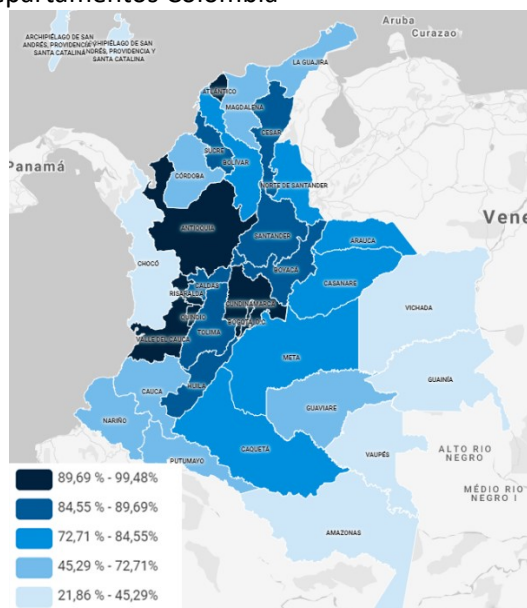 epartamentos Colombia
Aruba
Curazao
ARCHIPIÉLAGO DE SAN
ANDRÉS, PROVIDENCIA Y
SANTA CATALINA
ARCHIPIÉLAGO DE SAN
ANDRÉS, PROVIDENCIA Y
SANTA CATALINA
LA GUAJIRA
ATLÁNTICO
MAGDALENA
CESAR
Panamá
SUCRE
BOLÍVAR
CÓRDOBA
NORTE DE SANTANDER
Vene
ANTIOQUIA
SANTANDER
ARAUCA
CHOCÓ
BOYACÁ
CASANARE
CALDAS
RISARALDA
CUNDINAMARCA
VICHADA
QUINDÍO
TOLIMA
VALLE DEL CAUCA
META
GUAINÍA
CAUCA
HUILA
GUAVIARE
NARIÑO
CAQUETÁ
VAUPÉS
ALTO RIO
NEGRO
PUTUMAYO
MÉDIO RIO
NEGRO I
AMAZONAS
89,69 % - 99,48%
84,55 % - 89,69%
72,71 % - 84,55%
45,29 % - 72,71%
21,86 % - 45,29%